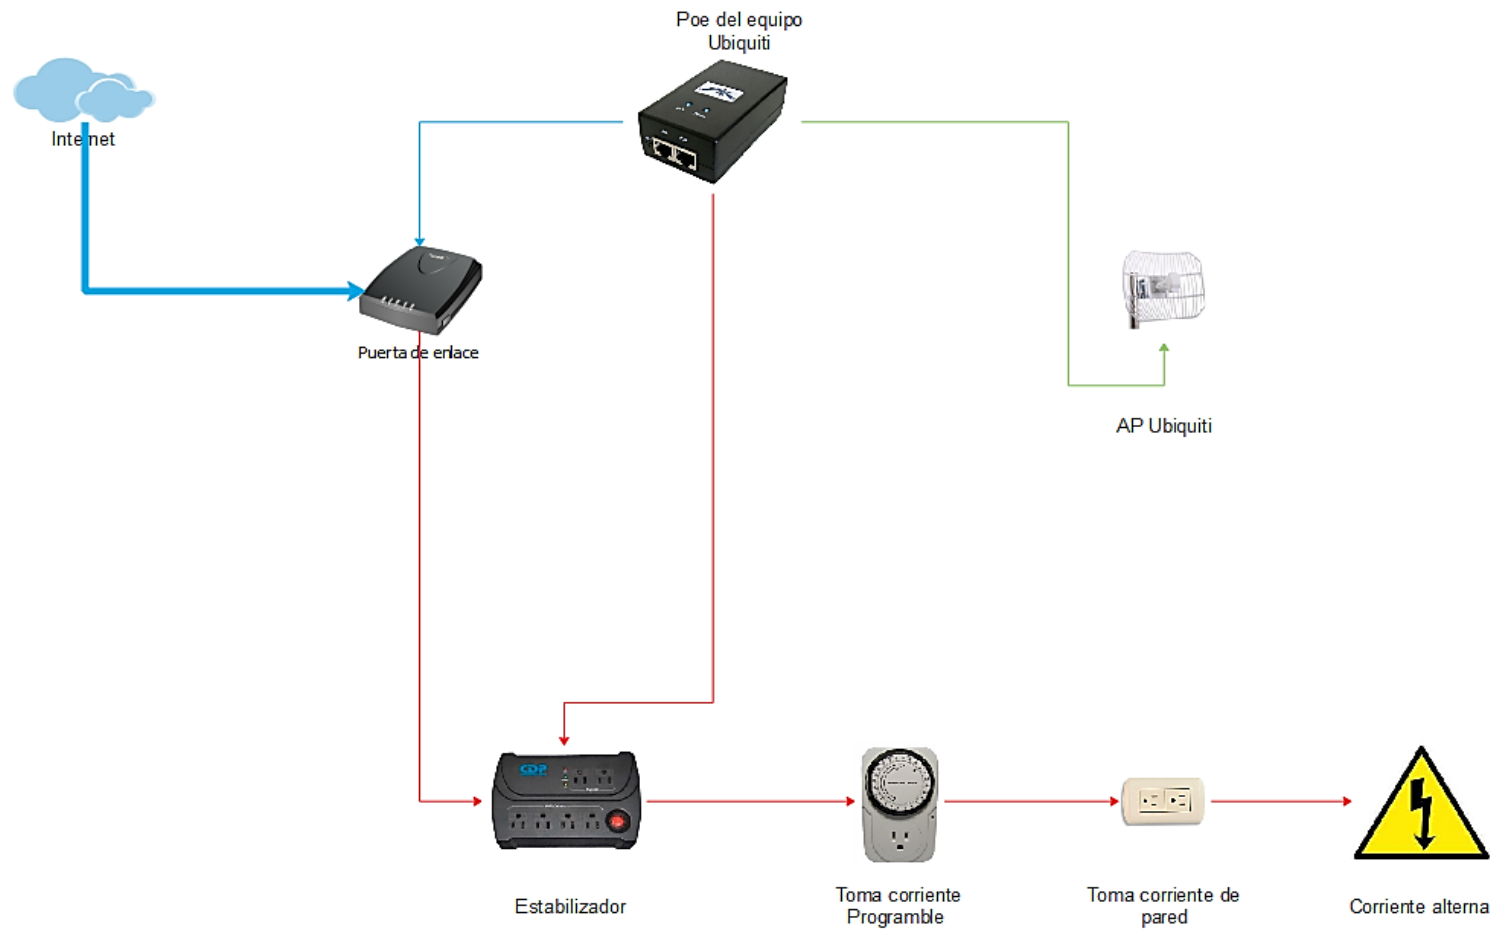 Poe del equipo
Ubiquiti
Internet
Puerta de enlace
AP Ubiquiti
CDP
Estabilizador
Toma corriente
Programble
Toma corriente de
pared
Corriente alterna